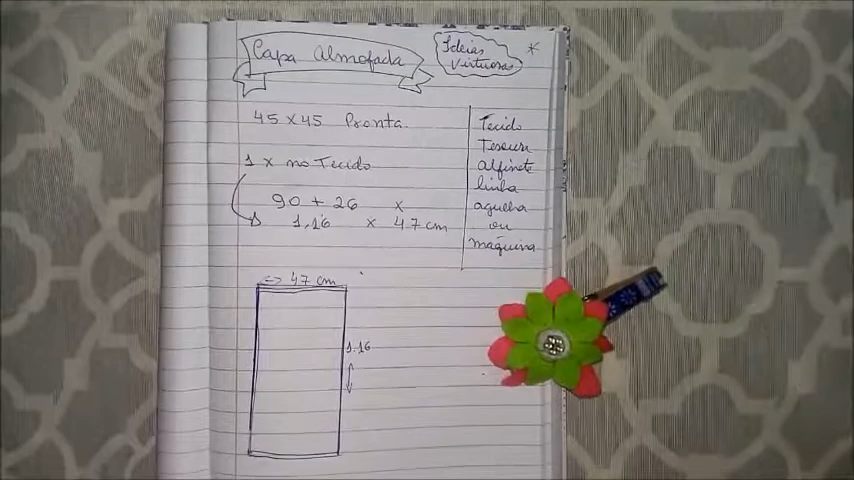 Capa Almofada
Ideias
Virtuosas
45 x 45 Pronta
1 x no Tecido
90 + 26 x
1,16 x 47 cm
Tecido
Tesoura
alfinete
linha
agulha
ou
máquina
<-> 47 cm
1.16